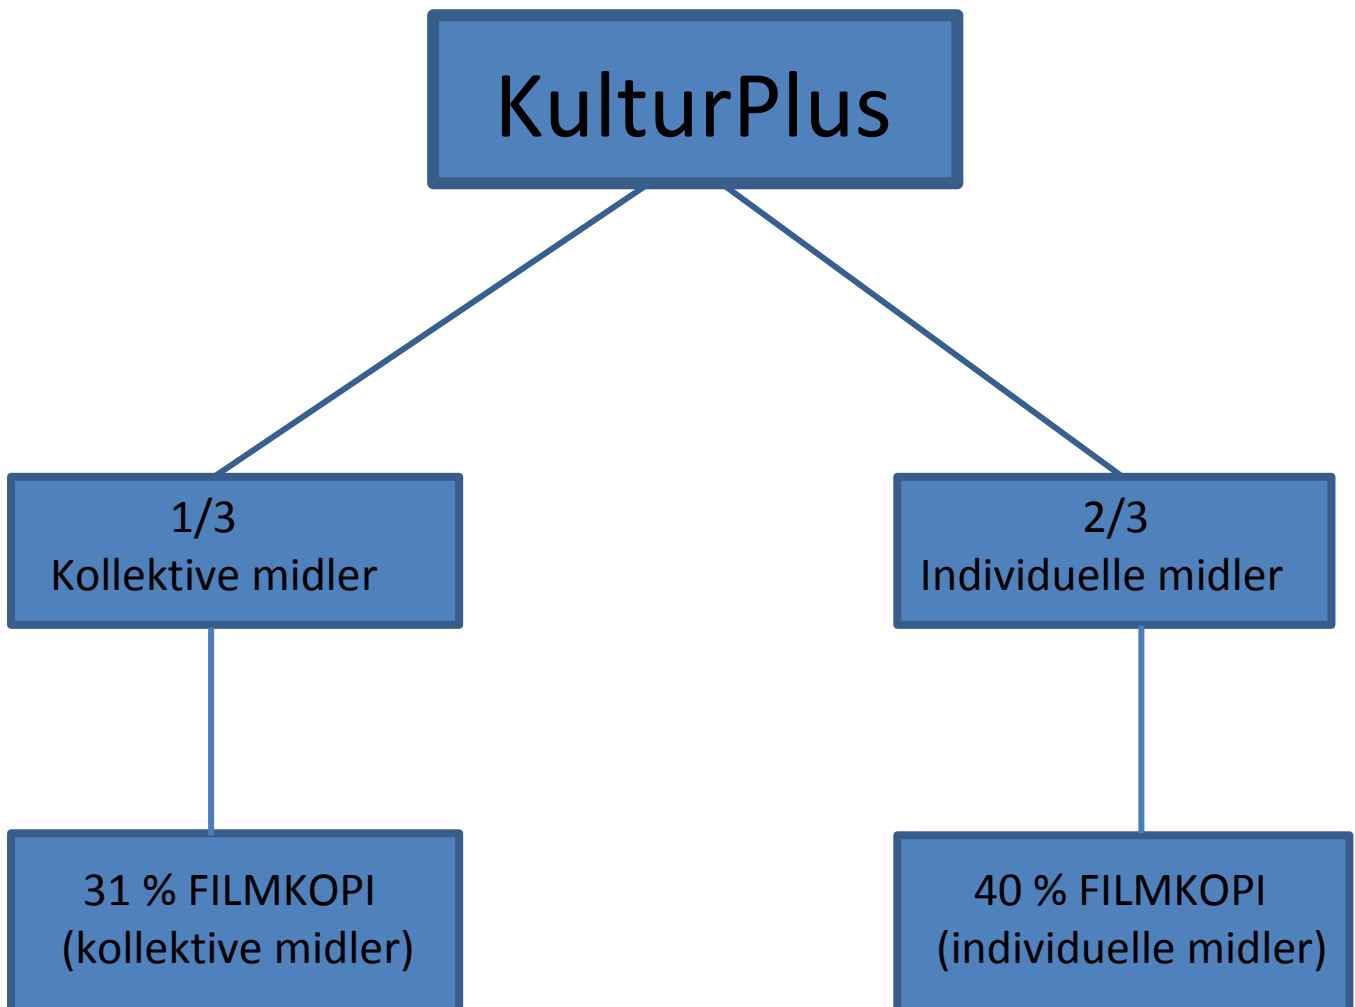 KulturPlus
1/3
Kollektive midler
2/3
Individuelle midler
31 % FILMKOPI
(kollektive midler)
40 % FILMKOPI
(individuelle midler)